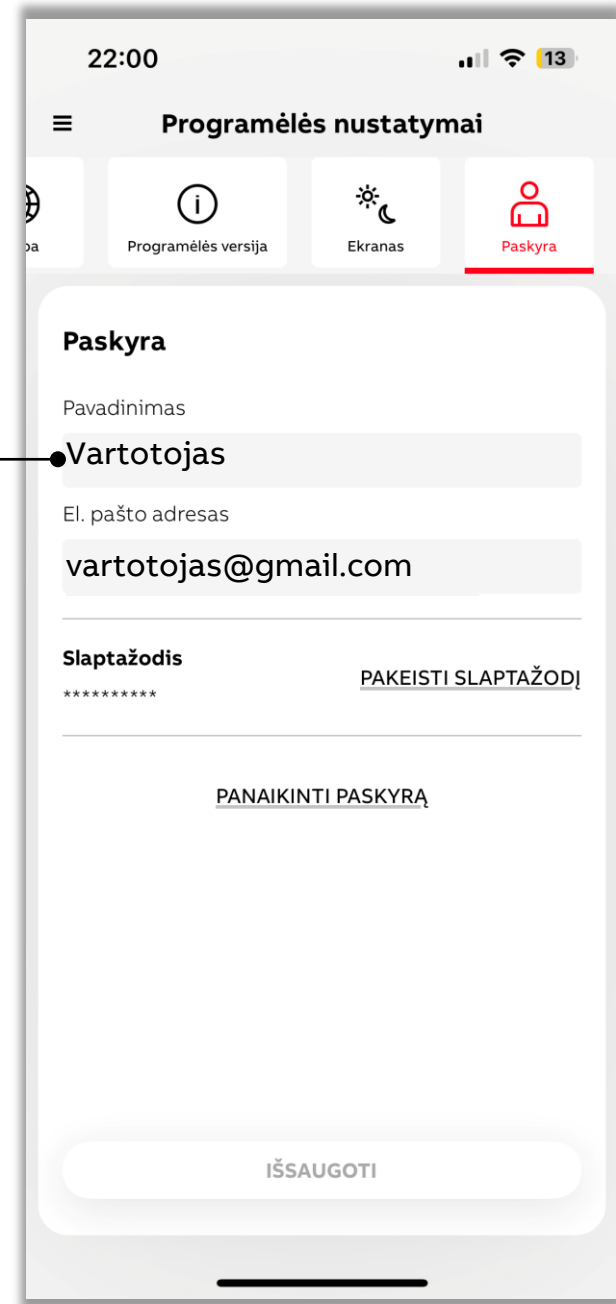 22:00
13
Programėlės nustatymai
ba
Programėlės versija
Ekranas
Paskyra
Paskyra
Pavadinimas
Vartotojas
El. pašto adresas
vartotojas@gmail.com
Slaptažodis
**********
PAKEISTI SLAPTAŽODĮ
PANAIKINTI PASKYRĄ
IŠSAUGOTI